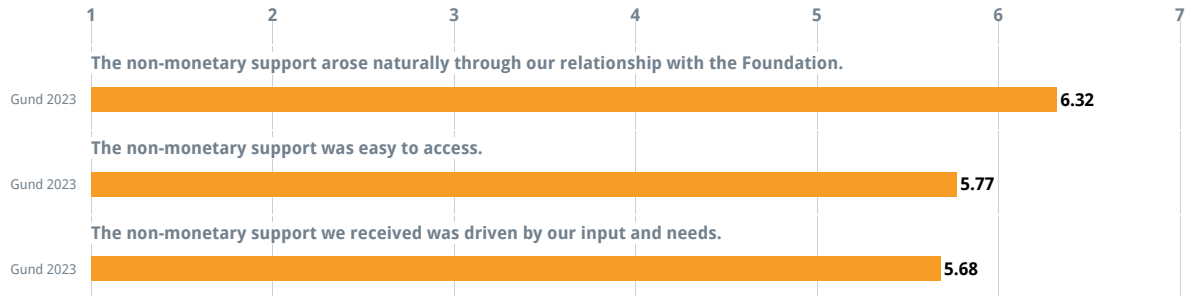 1 2 3 4 5 6 7
The non-monetary support arose naturally through our relationship with the Foundation.
Gund 2023 6.32
The non-monetary support was easy to access.
Gund 2023 5.77
The non-monetary support we received was driven by our input and needs.
Gund 2023 5.68